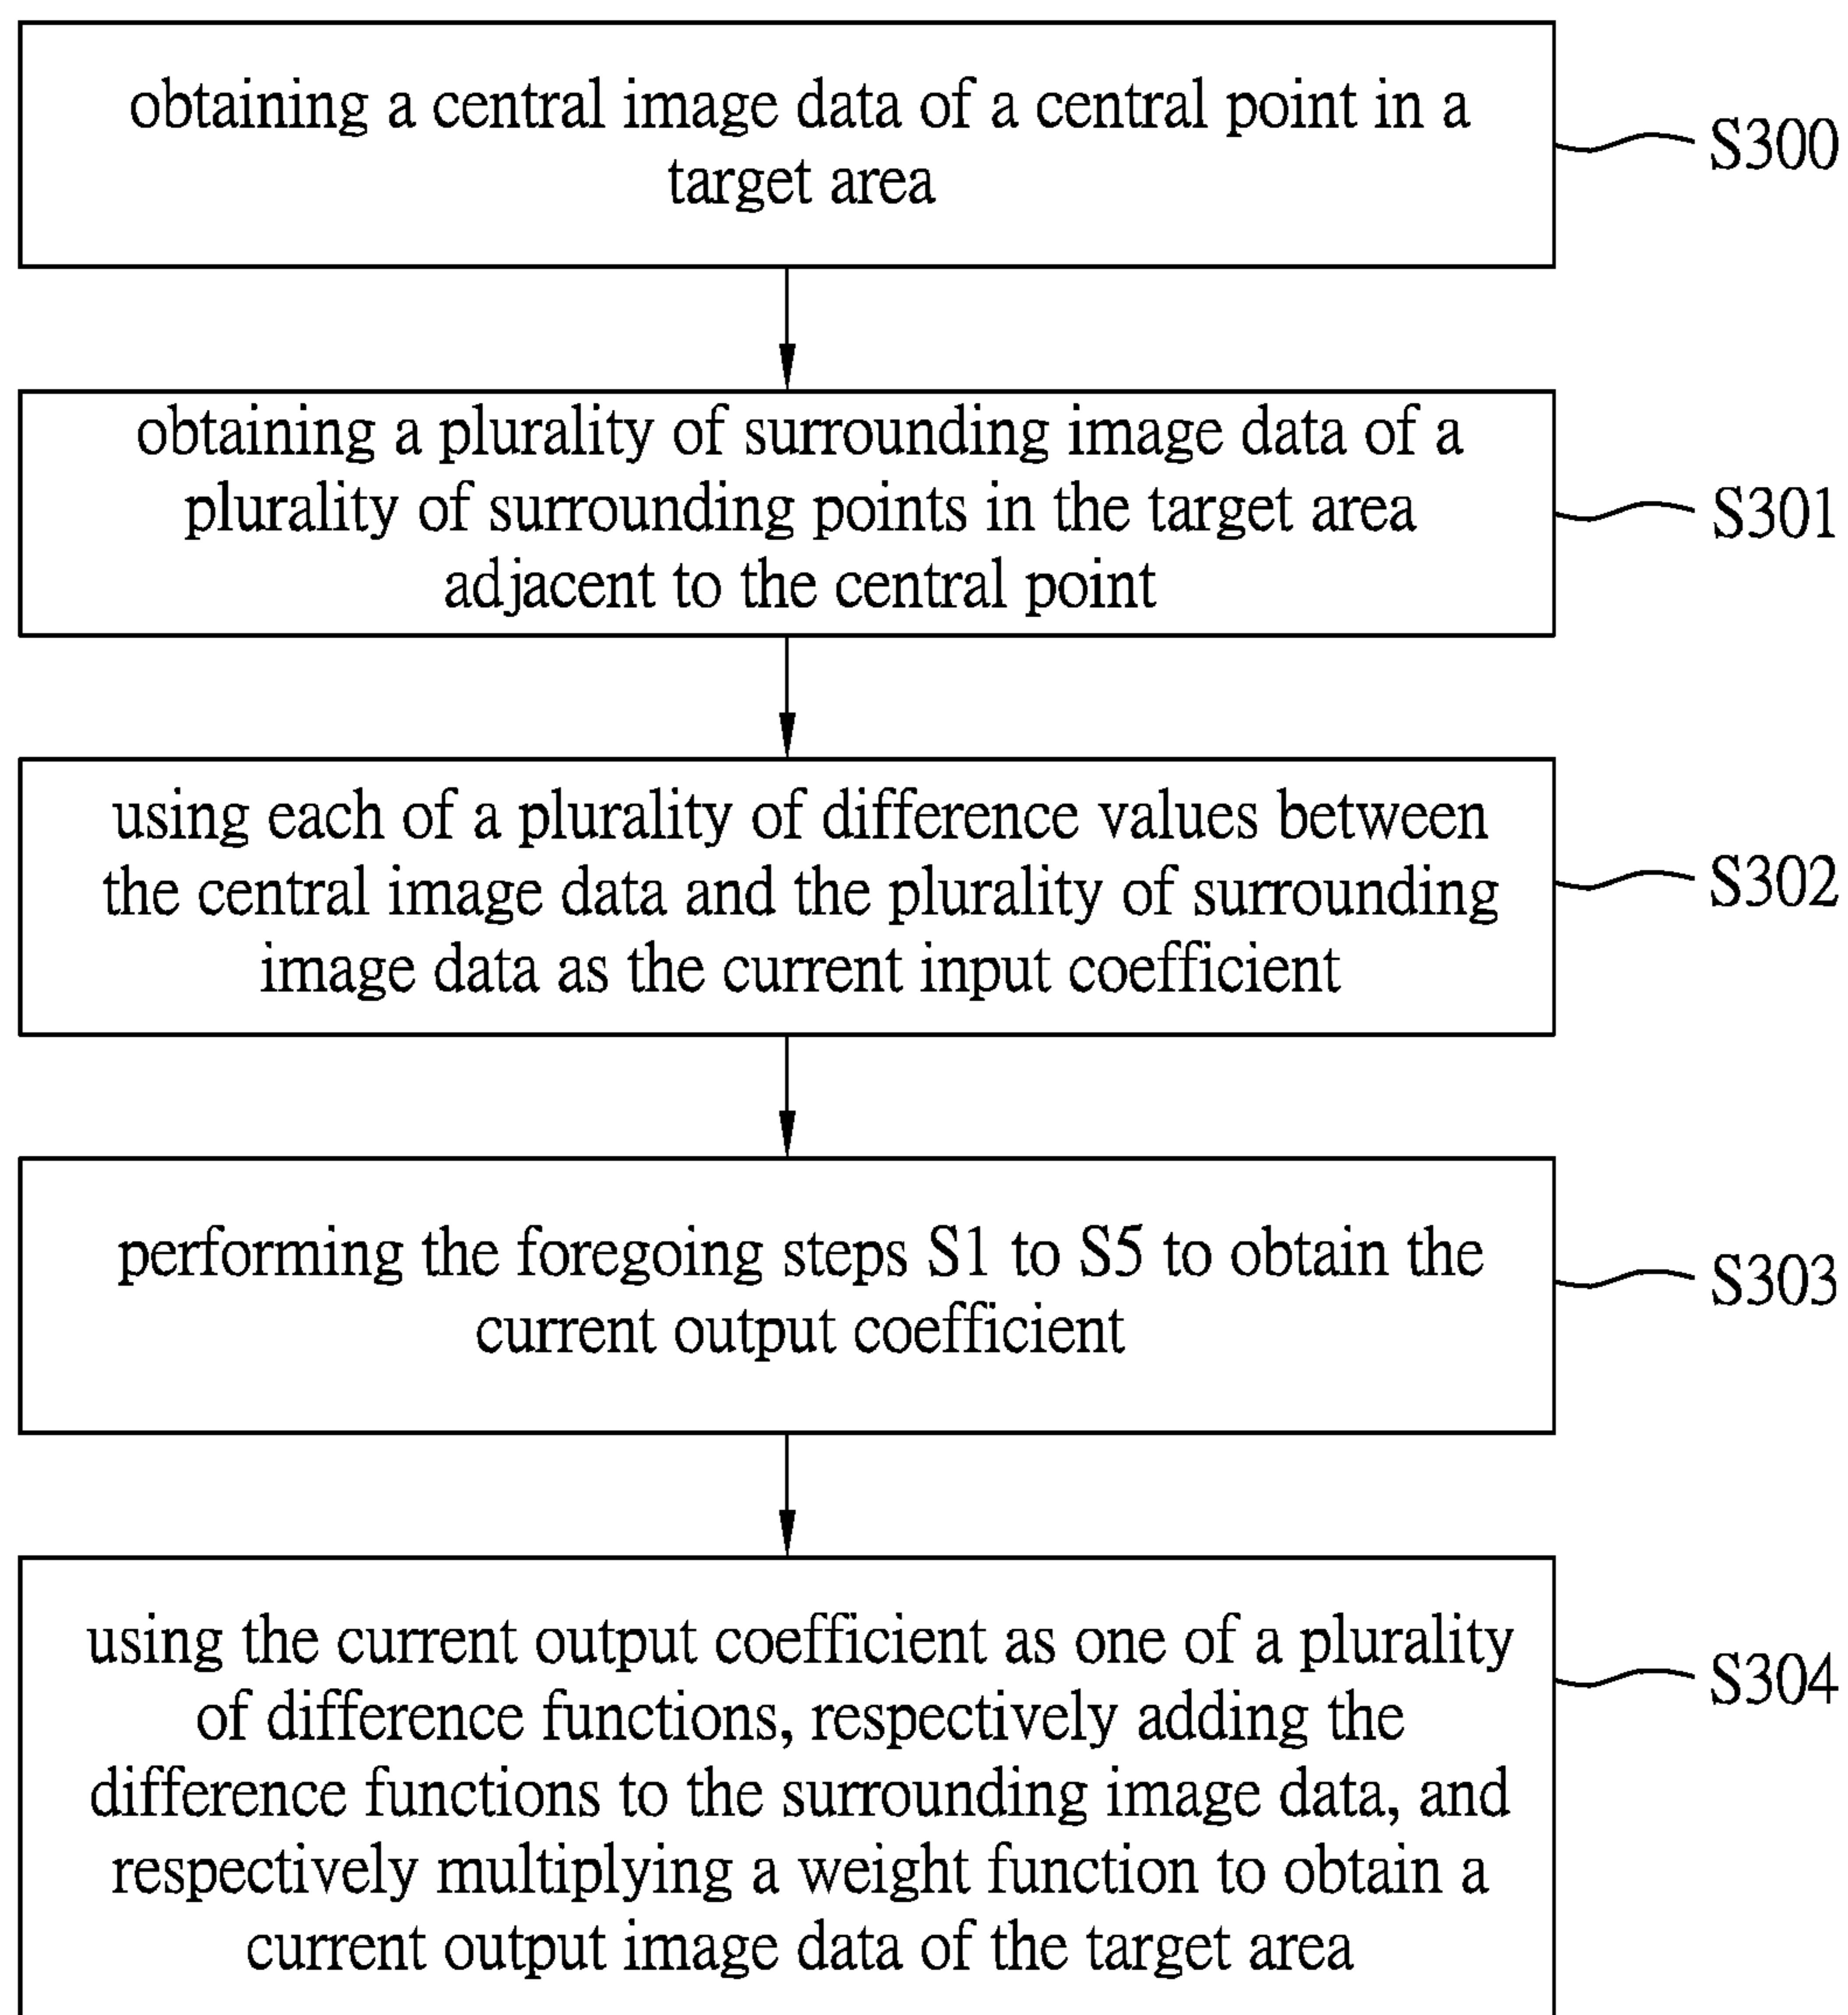 obtaining a central image data of a central point in a
target area
S300
obtaining a plurality of surrounding image data of a
plurality of surrounding points in the target area
adjacent to the central point
S301
using each of a plurality of difference values between
the central image data and the plurality of surrounding
image data as the current input coefficient
S302
performing the foregoing steps S1 to S5 to obtain the
current output coefficient
S303
using the current output coefficient as one of a plurality
of difference functions, respectively adding the
difference functions to the surrounding image data, and
respectively multiplying a weight function to obtain a
current output image data of the target area
S304